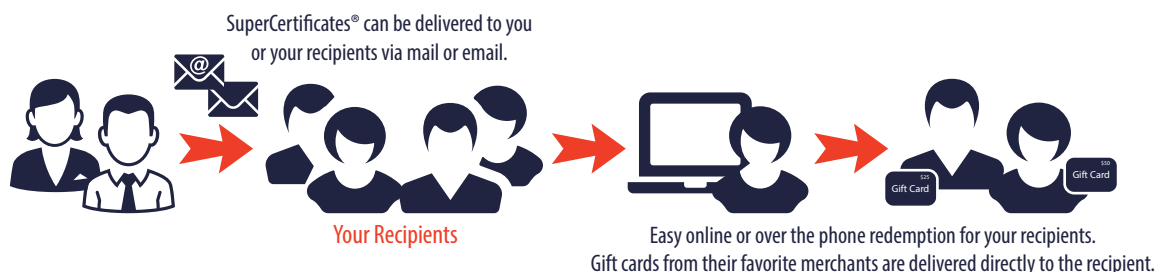 SuperCertificates® can be delivered to you
or your recipients via mail or email.
@
$25
Gift Card
$50
Gift Card
Your Recipients
Easy online or over the phone redemption for your recipients.
Gift cards from their favorite merchants are delivered directly to the recipient.